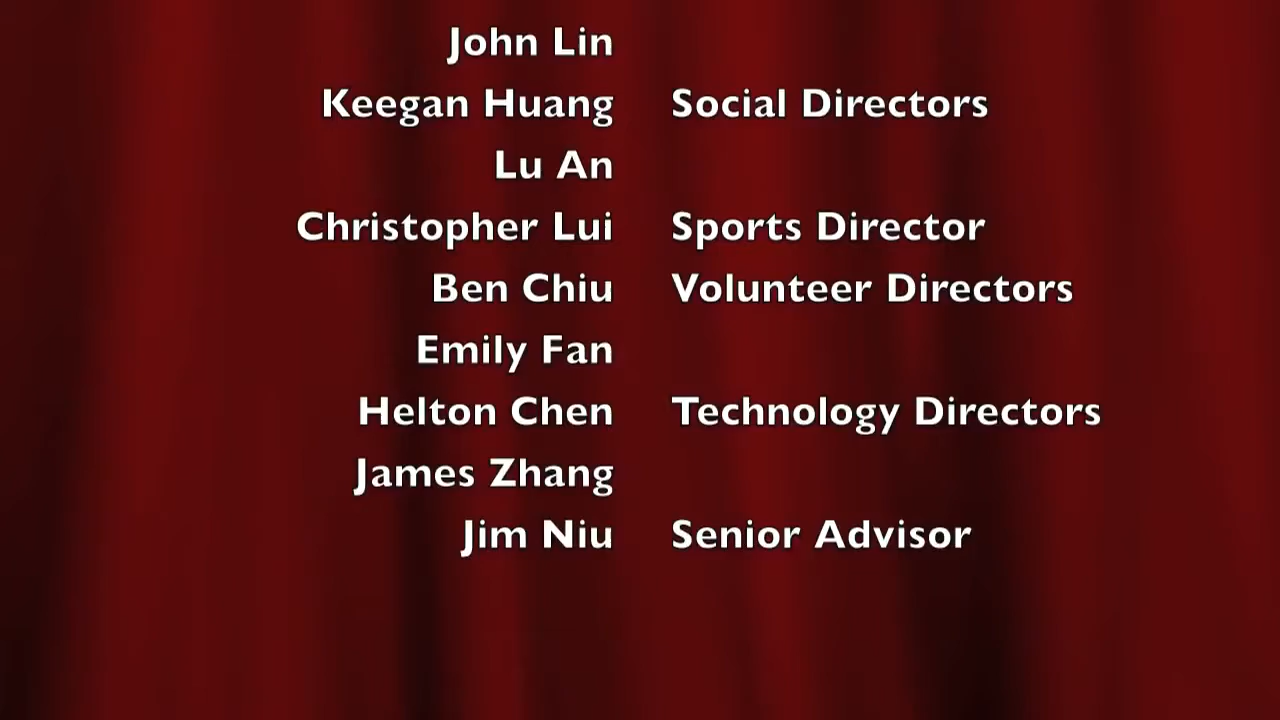 John Lin
Keegan Huang Social Directors
Lu An
Christopher Lui Sports Director
Ben Chiu Volunteer Directors
Emily Fan
Helton Chen Technology Directors
James Zhang
Jim Niu Senior Advisor